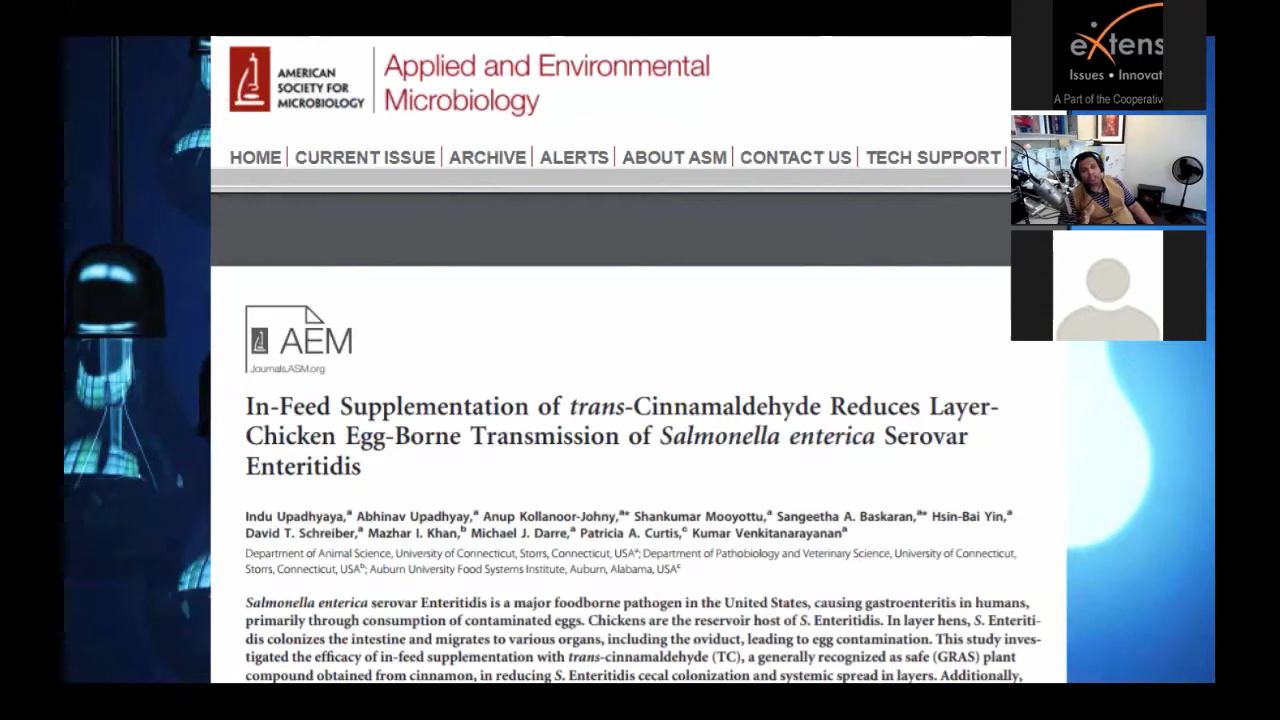 AMERICAN
SOCIETY FOR
MICROBIOLOGY
Applied and Environmental
Microbiology
HOME CURRENT ISSUE ARCHIVE ALERTS ABOUT ASM CONTACT US TECH SUPPORT
AEM
Journals.ASM.org
In-Feed Supplementation of trans-Cinnamaldehyde Reduces Layer-
Chicken Egg-Borne Transmission of Salmonella enterica Serovar
Enteritidis
Indu Upadhyaya,ᵃ Abhinav Upadhyay,ᵃ Anup Kollanoor-Johny,ᵃ* Shankumar Mooyottu,ᵃ Sangeetha A. Baskaran,ᵃ* Hsin-Bai Yin,ᵃ
David T. Schreiber,ᵃ Mazhar I. Khan,ᵇ Michael J. Darre,ᵃ Patricia A. Curtis,ᶜ Kumar Venkitanarayananᵃ
Department of Animal Science, University of Connecticut, Storrs, Connecticut, USAᵃ; Department of Pathobiology and Veterinary Science, University of Connecticut,
Storrs, Connecticut, USAᵇ; Auburn University Food Systems Institute, Auburn, Alabama, USAᶜ
Salmonella enterica serovar Enteritidis is a major foodborne pathogen in the United States, causing gastroenteritis in humans,
primarily through consumption of contaminated eggs. Chickens are the reservoir host of S. Enteritidis. In layer hens, S. Enteriti-
dis colonizes the intestine and migrates to various organs, including the oviduct, leading to egg contamination. This study inves-
tigated the efficacy of in-feed supplementation with trans-cinnamaldehyde (TC), a generally recognized as safe (GRAS) plant
compound obtained from cinnamon, in reducing S. Enteritidis cecal colonization and systemic spread in layers. Additionally,
eXtens
Issues • Innovat
A Part of the Cooperativ